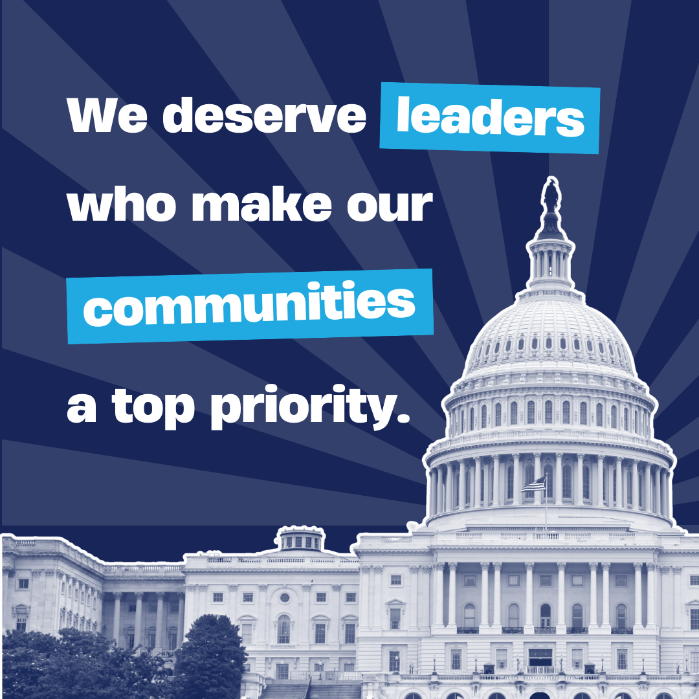 We deserve leaders
who make our
communities
a top priority.